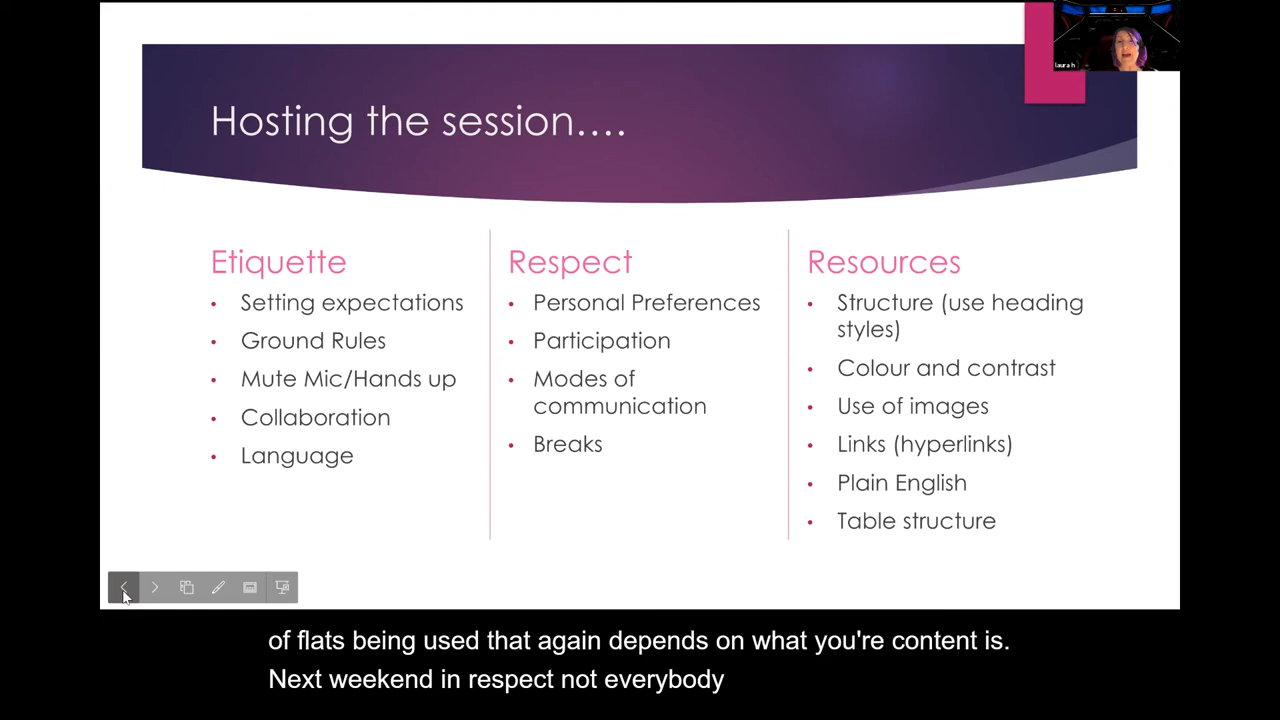 laura h
Hosting the session....
Etiquette
• Setting expectations
• Ground Rules
• Mute Mic/Hands up
• Collaboration
• Language
Respect
• Personal Preferences
• Participation
• Modes of
communication
• Breaks
Resources
• Structure (use heading
styles)
• Colour and contrast
• Use of images
• Links (hyperlinks)
• Plain English
• Table structure
of flats being used that again depends on what you're content is.
Next weekend in respect not everybody